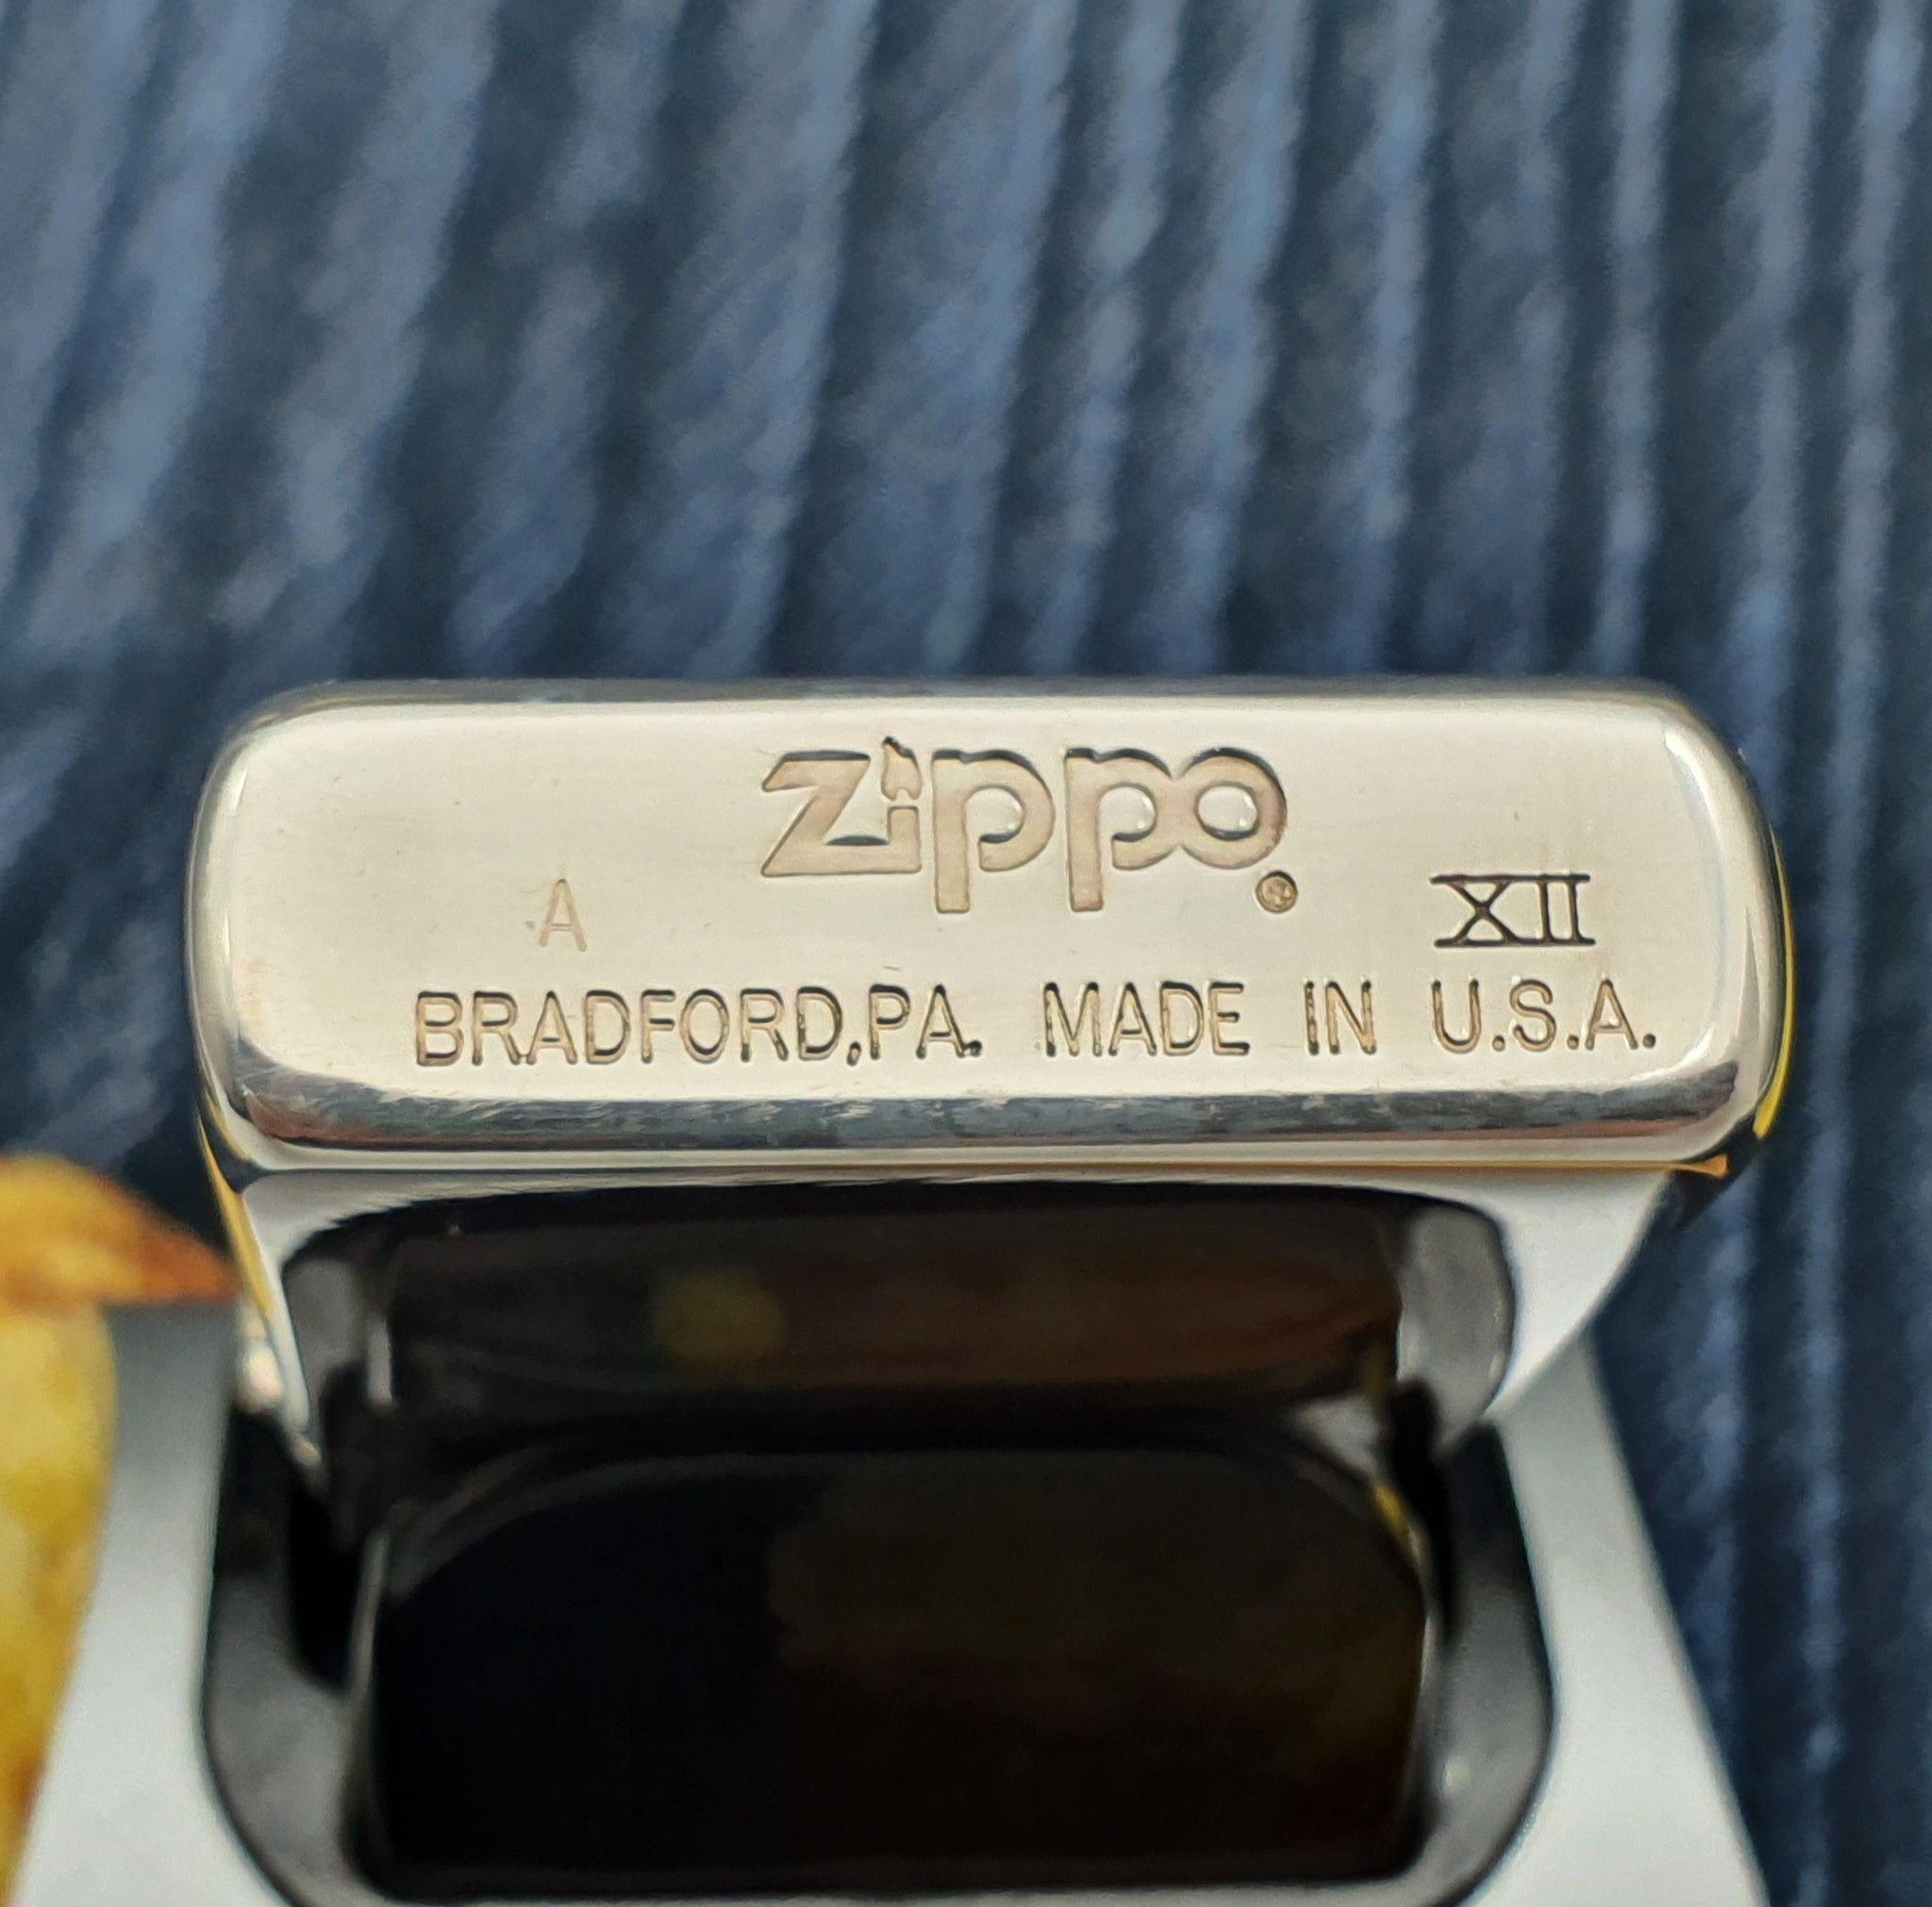 Zippo ®
A XII
BRADFORD,PA. MADE IN U.S.A.